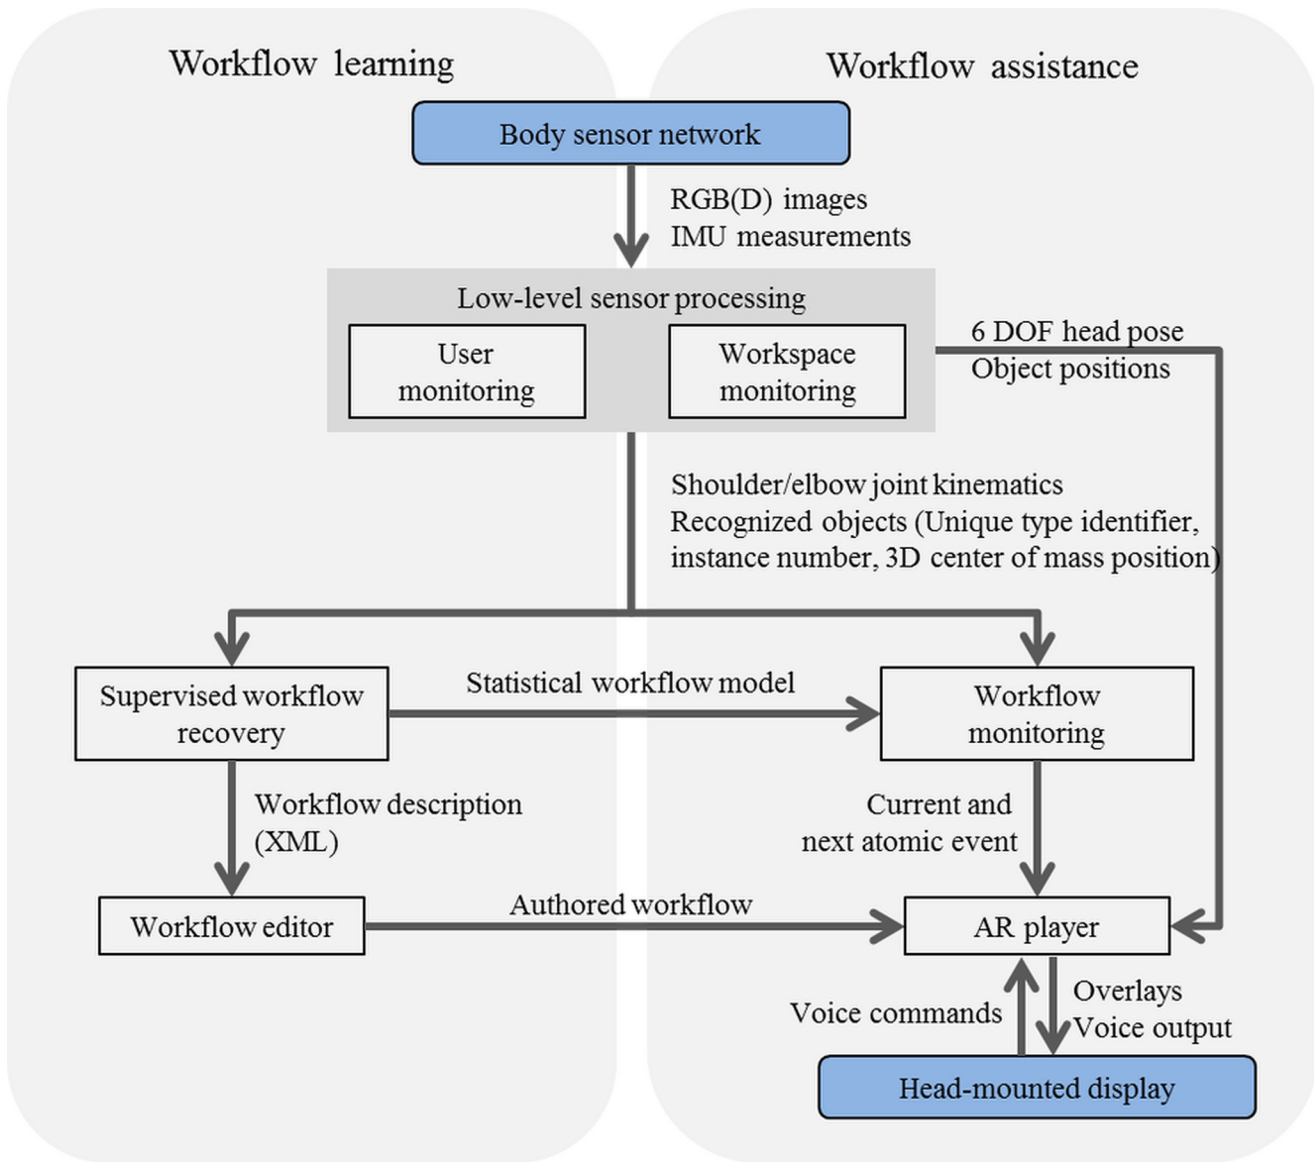 Workflow learning
Workflow assistance
Body sensor network
RGB(D) images
IMU measurements
Low-level sensor processing
User
monitoring
Workspace
monitoring
6 DOF head pose
Object positions
Shoulder/elbow joint kinematics
Recognized objects (Unique type identifier,
instance number, 3D center of mass position)
Supervised workflow
recovery
Statistical workflow model
Workflow
monitoring
Workflow description
(XML)
Current and
next atomic event
Workflow editor
Authored workflow
AR player
Voice commands
Overlays
Voice output
Head-mounted display